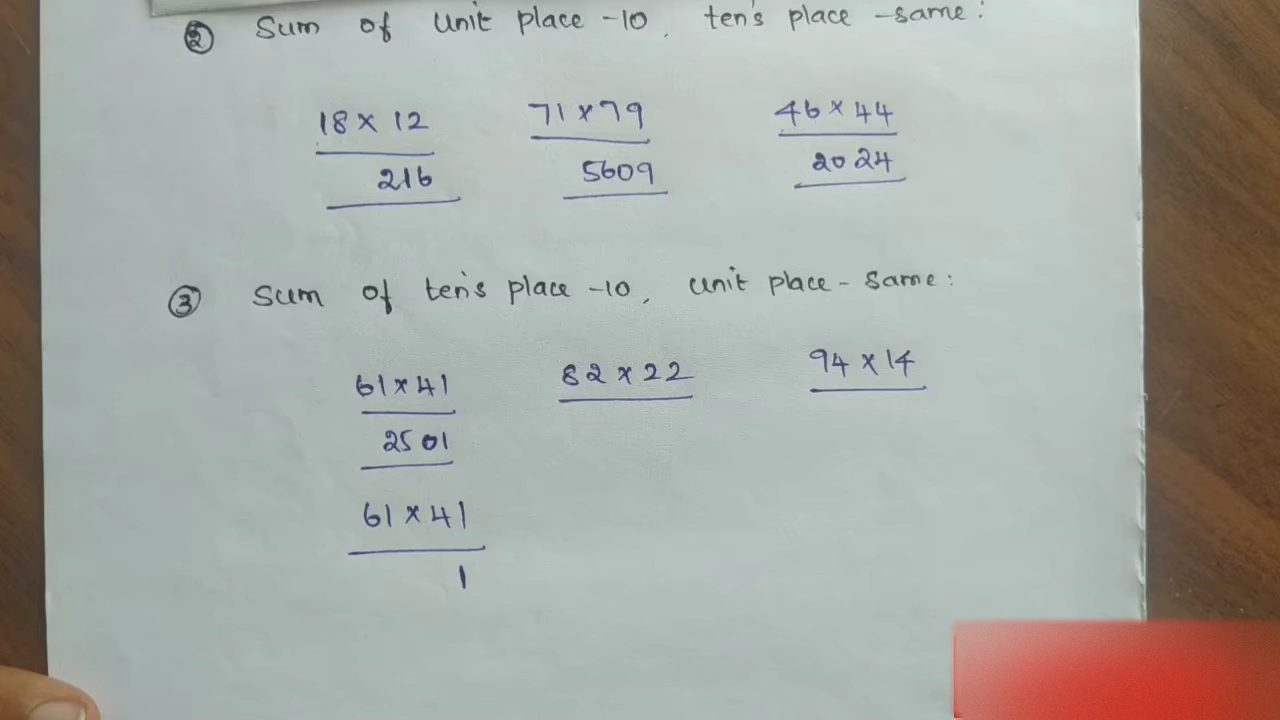 ② Sum of Unit place -10, ten's place -same:
18 x 12 71 x 79 46 x 44
216 5609 2024
③ Sum of ten's place -10, unit place - same:
61 x 41 82 x 22 94 x 14
2501
61 x 41
1